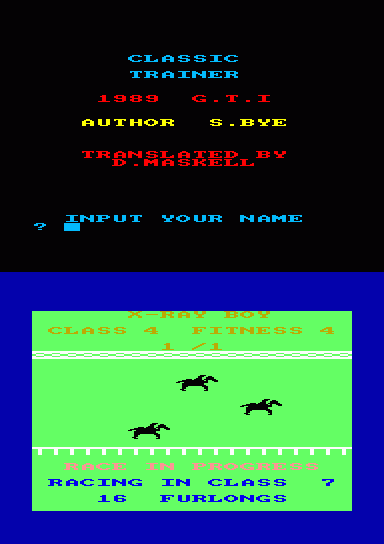 CLASSIC
TRAINER
1989 G.T.I
AUTHOR S.BYE
TRANSLATED BY
D.MASKELL
INPUT YOUR NAME
?
X-RAY BOY
CLASS 4 FITNESS 4
1 /1
RACE IN PROGRESS
RACING IN CLASS 7
16 FURLONGS